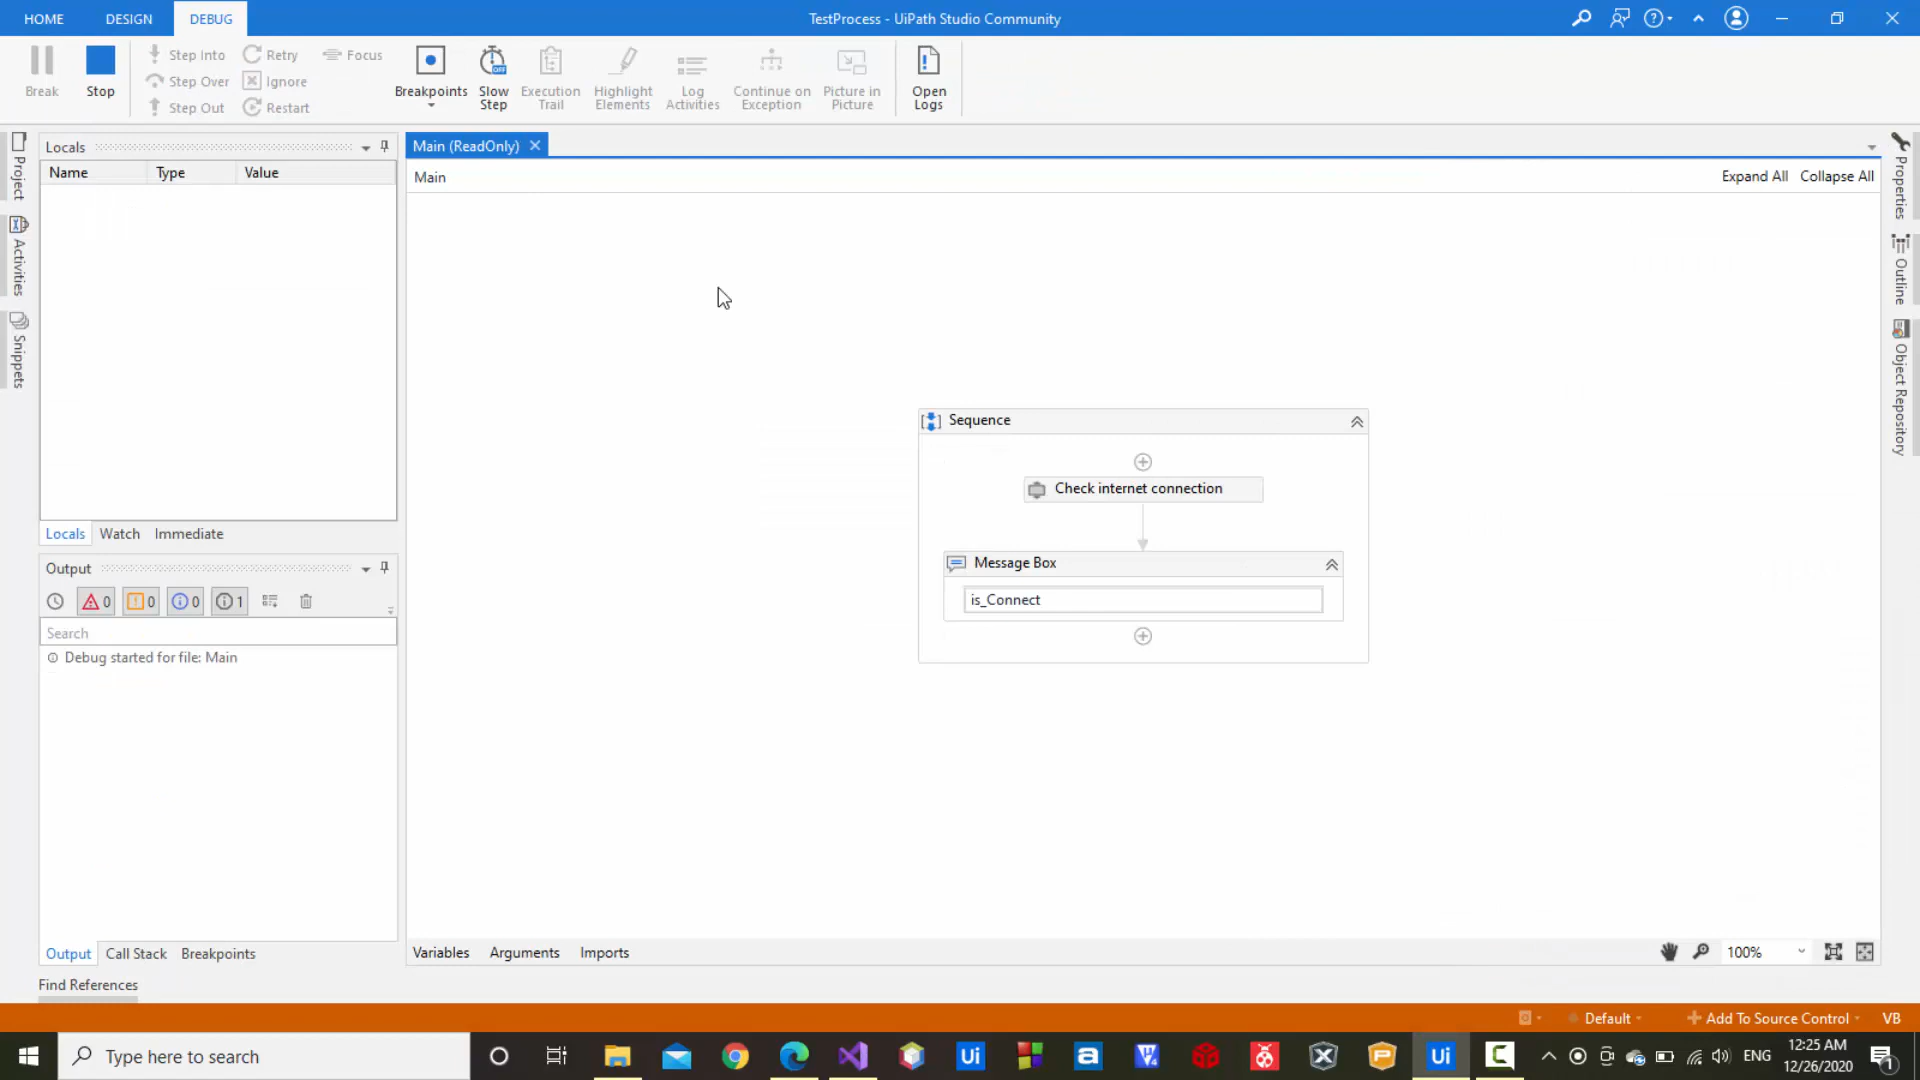 HOME DESIGN DEBUG TestProcess - UiPath Studio Community
Break
Stop
Step Into
Step Over
Step Out
Retry
Ignore
Restart
Focus
Breakpoints
Slow
Step
Execution
Trail
Highlight
Elements
Log
Activities
Continue on
Exception
Picture in
Picture
Open
Logs
Project
Activities
Snippets
Locals
Name Type Value
Locals Watch Immediate
Output
0 0 0 1
Search
Debug started for file: Main
Output Call Stack Breakpoints
Find References
Main (ReadOnly)
Main Expand All Collapse All
Sequence
Check internet connection
Message Box
is_Connect
Variables Arguments Imports 100%
Properties
Outline
Object Repository
Default Add To Source Control VB
Type here to search
Ui
Ui
ENG
12:25 AM
12/26/2020
1